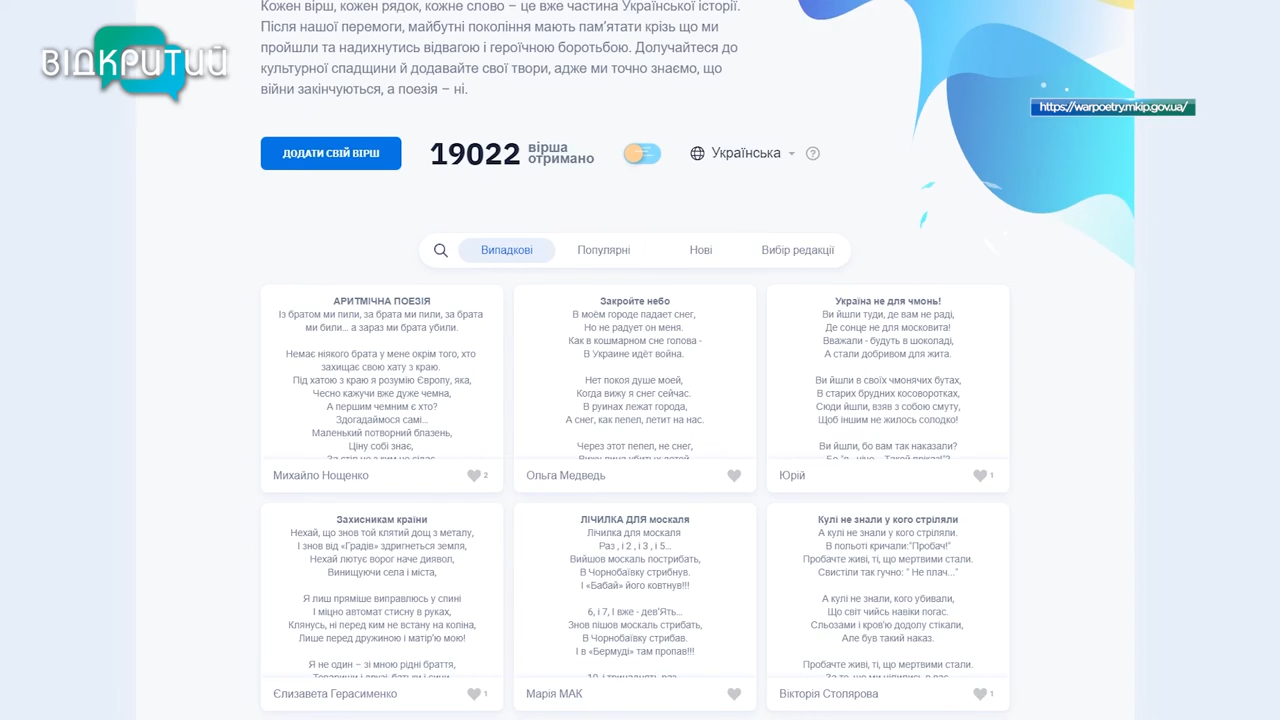 Кожен вірш, кожен рядок, кожне слово – це вже частина Української історії.
Після нашої перемоги, майбутні покоління мають пам'ятати крізь що ми
пройшли та надихнутись відвагою і героїчною боротьбою. Долучайтеся до
культурної спадщини й додавайте свої твори, адже ми точно знаємо, що
війни закінчуються, а поезія – ні.
ВІДКРИТИЙ
https://warpoetry.mkip.gov.ua/
ДОДАТИ СВІЙ ВІРШ
19022 вірша
отримано
Українська
?
Випадкові Популярні Нові Вибір редакції
АРИТМІЧНА ПОЕЗІЯ
Із братом ми пили, за брата ми пили, за брата
ми били... а зараз ми брата убили.
Немає ніякого брата у мене окрім того, хто
захищає свою хату з краю.
Під хатою з краю я розумію Європу, яка,
Чесно кажучи вже дуже чемна,
А першим чемним є хто?
Здогадаймося самі...
Маленький потворний блазень,
Ціну собі знає,
Михайло Нощенко
2
Закройте небо
В моём городе падает снег,
Но не радует он меня.
Как в кошмарном сне голова -
В Украине идёт война.
Нет покоя душе моей,
Когда вижу я снег сейчас.
В руинах лежат города,
А снег, как пепел, летит на нас.
Через этот пепел, не снег,
Ольга Медведь
Україна не для чмонь!
Ви йшли туди, де вам не раді,
Де сонце не для московита!
Вважали - будуть в шоколаді,
А стали добривом для жита.
Ви йшли в своїх чмонячих бутах,
В старих брудних косоворотках,
Сюди йшли, взяв з собою смуту,
Щоб іншим не жилось солодко!
Ви йшли, бо вам так наказали?
Юрій
1
Захисникам країни
Нехай, що знов той клятий дощ з металу,
І знов від «Градів» здригнеться земля,
Нехай лютує ворог наче диявол,
Винищуючи села і міста,
Я лиш пряміше виправлюсь у спині
І міцно автомат стисну в руках,
Клянусь, ні перед ким не встану на коліна,
Лише перед дружиною і матір'ю мою!
Я не один – зі мною рідні браття,
Єлизавета Герасименко
1
ЛІЧИЛКА ДЛЯ москаля
Лічилка для москаля
Раз , і 2 , і 3 , і 5...
Вийшов москаль пострибать,
В Чорнобаївку стрибнув.
І «Бабай» його ковтнув!!!
6, і 7, І вже - дев'Ять...
Знов пішов москаль стрибать,
В Чорнобаївку стрибав.
І в «Бермуді» там пропав!!!
Марія МАК
Кулі не знали у кого стріляли
А кулі не знали у кого стріляли.
В польоті кричали:"Пробач!"
Пробачте живі, ті, що мертвими стали.
Свистіли так гучно: " Не плач..."
А кулі не знали, кого убивали,
Що світ чийсь навіки погас.
Сльозами і кров'ю додолу стікали,
Але був такий наказ.
Пробачте живі, ті, що мертвими стали.
Вікторія Столярова
1